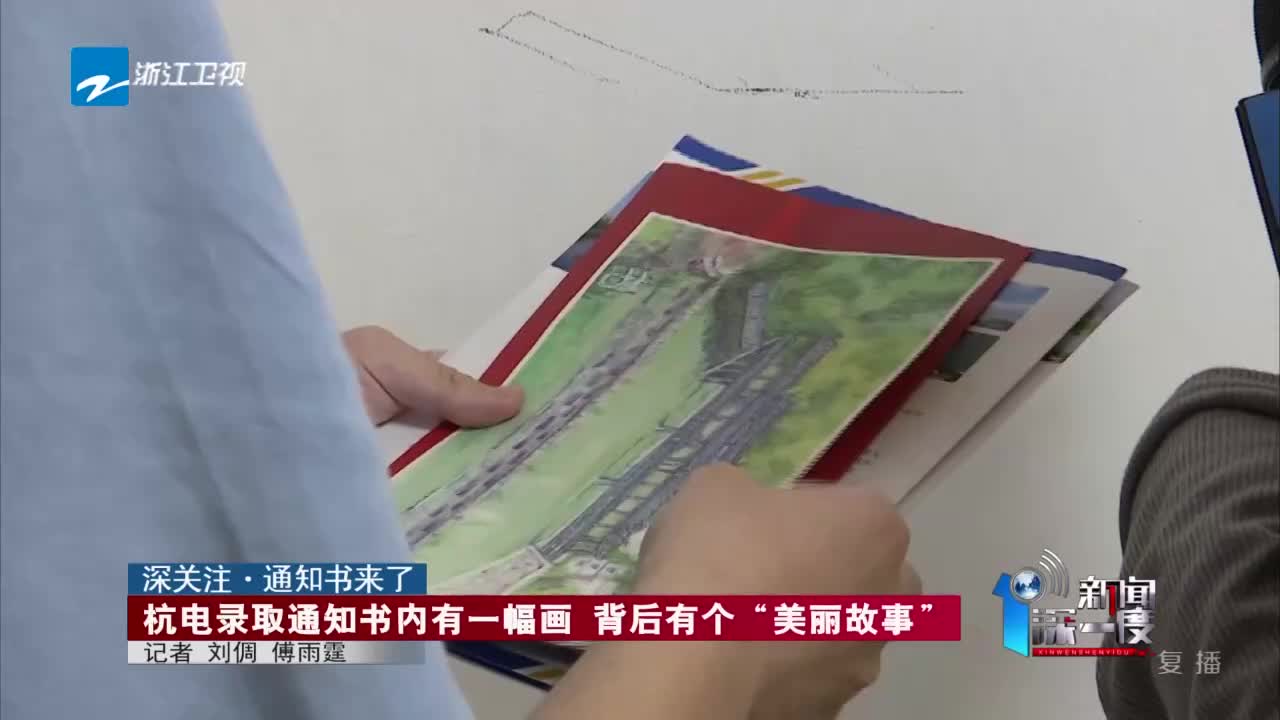 浙江卫视
深关注·通知书来了
杭电录取通知书内有一幅画 背后有个“美丽故事”
记者 刘倜 傅雨霆
新闻
深一度
XINWENSHENYIDU
复播